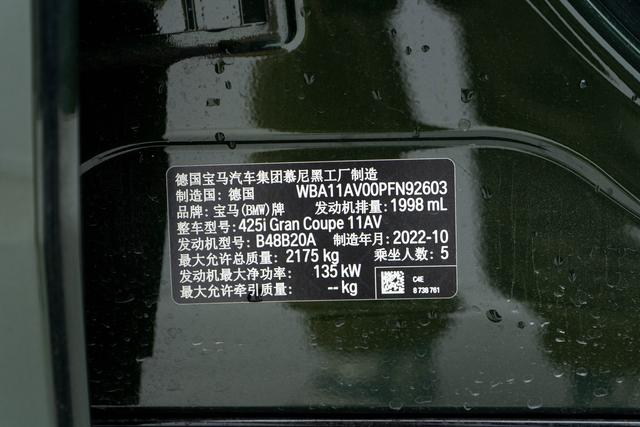 德国宝马汽车集团慕尼黑工厂制造
制造国: 德国 WBA11AV00PFN92603
品牌: 宝马(BMW)牌 发动机排量: 1998 mL
整车型号: 425i Gran Coupe 11AV
发动机型号: B48B20A 制造年月: 2022-10
最大允许总质量: 2175 kg 乘坐人数: 5
发动机最大净功率: 135 kW
最大允许牵引质量: -- kg
C4E
8 738 761